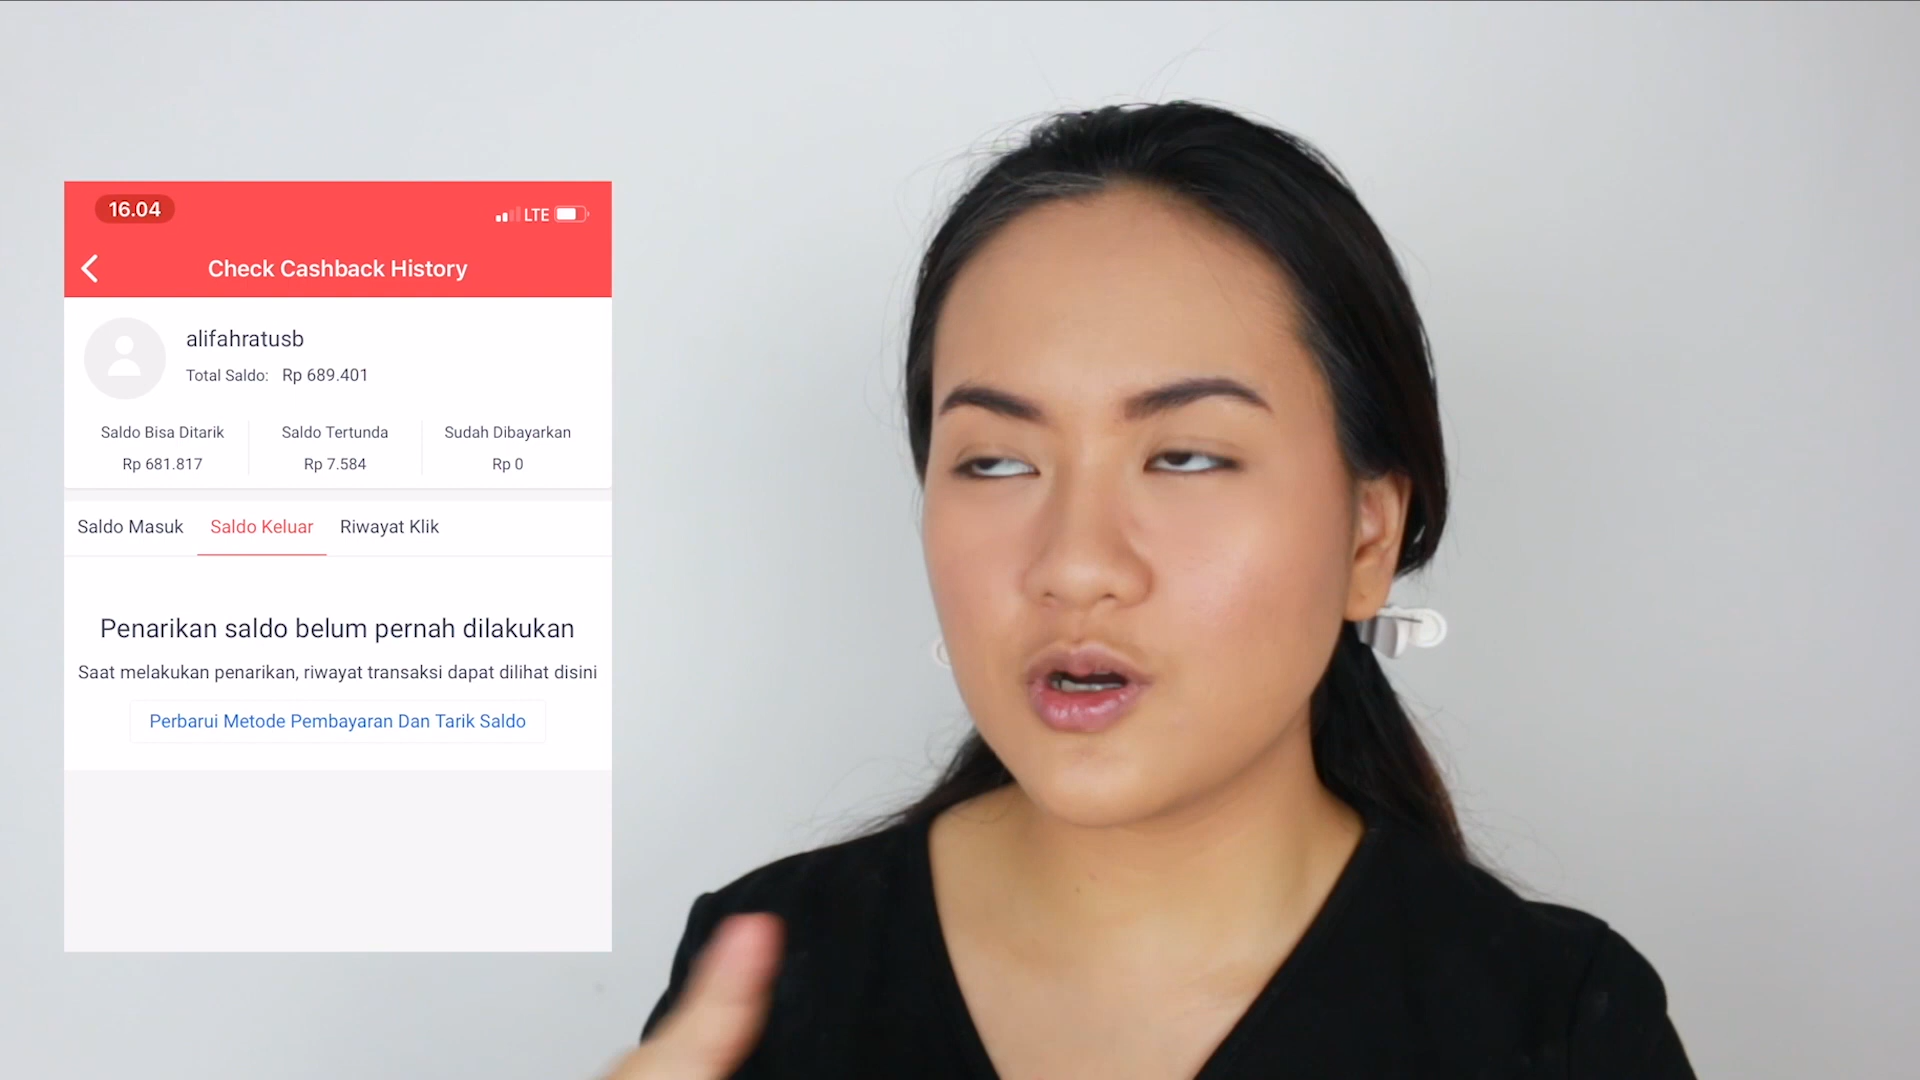 16.04
LTE
Check Cashback History
alifahratusb
Total Saldo: Rp 689.401
Saldo Bisa Ditarik
Rp 681.817
Saldo Tertunda
Rp 7.584
Sudah Dibayarkan
Rp 0
Saldo Masuk
Saldo Keluar
Riwayat Klik
Penarikan saldo belum pernah dilakukan
Saat melakukan penarikan, riwayat transaksi dapat dilihat disini
Perbarui Metode Pembayaran Dan Tarik Saldo